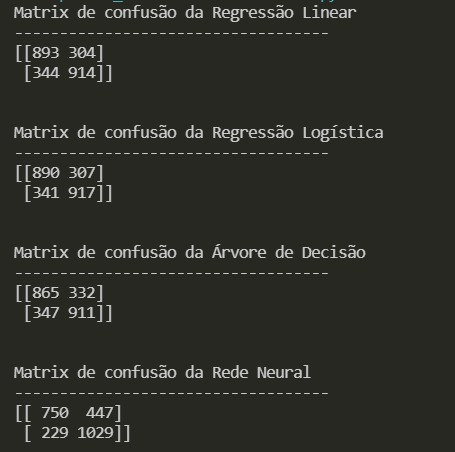 Matrix de confusão da Regressão Linear
-----------------------------------
[[893 304]
 [344 914]]
Matrix de confusão da Regressão Logística
-----------------------------------
[[890 307]
 [341 917]]
Matrix de confusão da Árvore de Decisão
-----------------------------------
[[865 332]
 [347 911]]
Matrix de confusão da Rede Neural
-----------------------------------
[[ 750  447]
 [ 229 1029]]